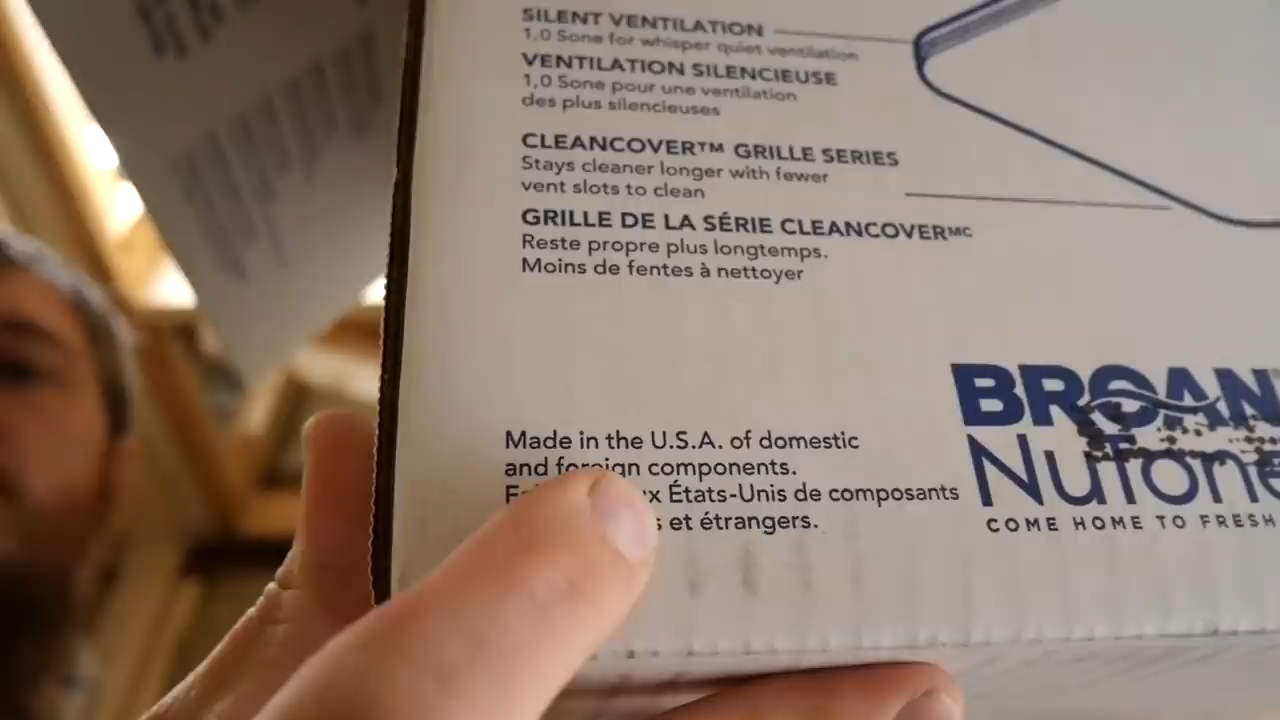 SILENT VENTILATION
1.0 Sone for whisper quiet ventilation
VENTILATION SILENCIEUSE
1,0 Sone pour une ventilation
des plus silencieuses
CLEANCOVER™ GRILLE SERIES
Stays cleaner longer with fewer
vent slots to clean
GRILLE DE LA SÉRIE CLEANCOVERMC
Reste propre plus longtemps.
Moins de fentes à nettoyer
Made in the U.S.A. of domestic
and foreign components.
États-Unis de composants
et étrangers.
BROAN
NuTone
COME HOME TO FRESH